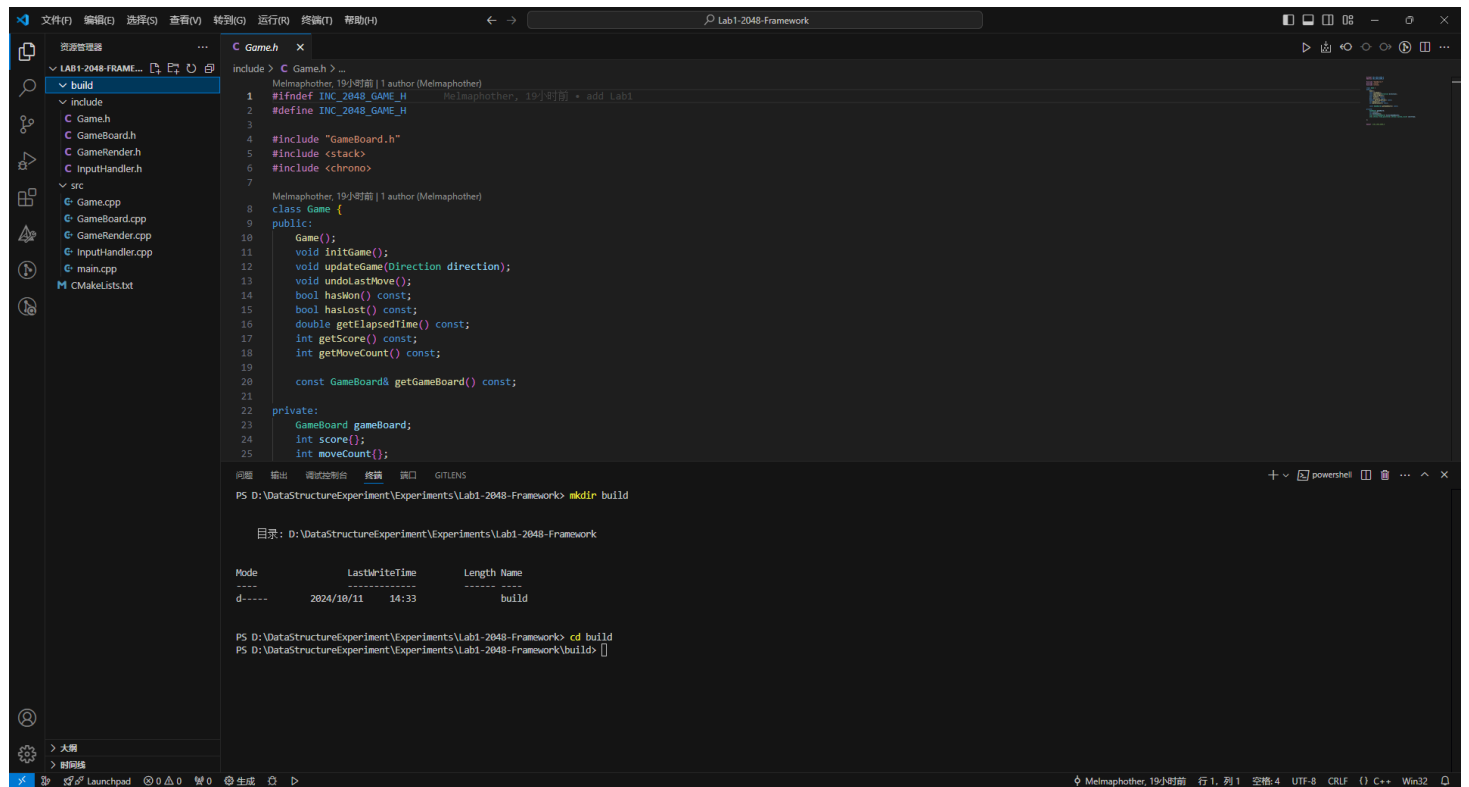 文件(F) 编辑(E) 选择(S) 查看(V) 转到(G) 运行(R) 终端(T) 帮助(H) Lab1-2048-Framework
资源管理器
LAB1-2048-FRAME...
build
include
Game.h
GameBoard.h
GameRender.h
InputHandler.h
src
Game.cpp
GameBoard.cpp
GameRender.cpp
InputHandler.cpp
main.cpp
CMakeLists.txt
大纲
时间线
Game.h
include > Game.h > ...
Melmaphother, 19小时前 | 1 author (Melmaphother)
1 #ifndef INC_2048_GAME_H Melmaphother, 19小时前 • add Lab1
2 #define INC_2048_GAME_H
3
4 #include "GameBoard.h"
5 #include <stack>
6 #include <chrono>
7
Melmaphother, 19小时前 | 1 author (Melmaphother)
8 class Game {
9 public:
10 Game();
11 void initGame();
12 void updateGame(Direction direction);
13 void undoLastMove();
14 bool hasWon() const;
15 bool hasLost() const;
16 double getElapsedTime() const;
17 int getScore() const;
18 int getMoveCount() const;
19
20 const GameBoard& getGameBoard() const;
21
22 private:
23 GameBoard gameBoard;
24 int score{};
25 int moveCount{};
问题 输出 调试控制台 终端 端口 GITLENS powershell
PS D:\DataStructureExperiment\Experiments\Lab1-2048-Framework> mkdir build
目录: D:\DataStructureExperiment\Experiments\Lab1-2048-Framework
Mode LastWriteTime Length Name
---- ------------- ------ ----
d----- 2024/10/11 14:33 build
PS D:\DataStructureExperiment\Experiments\Lab1-2048-Framework> cd build
PS D:\DataStructureExperiment\Experiments\Lab1-2048-Framework\build>
Launchpad 0 0 0 生成 Melmaphother, 19小时前 行 1, 列 1 空格: 4 UTF-8 CRLF {} C++ Win32